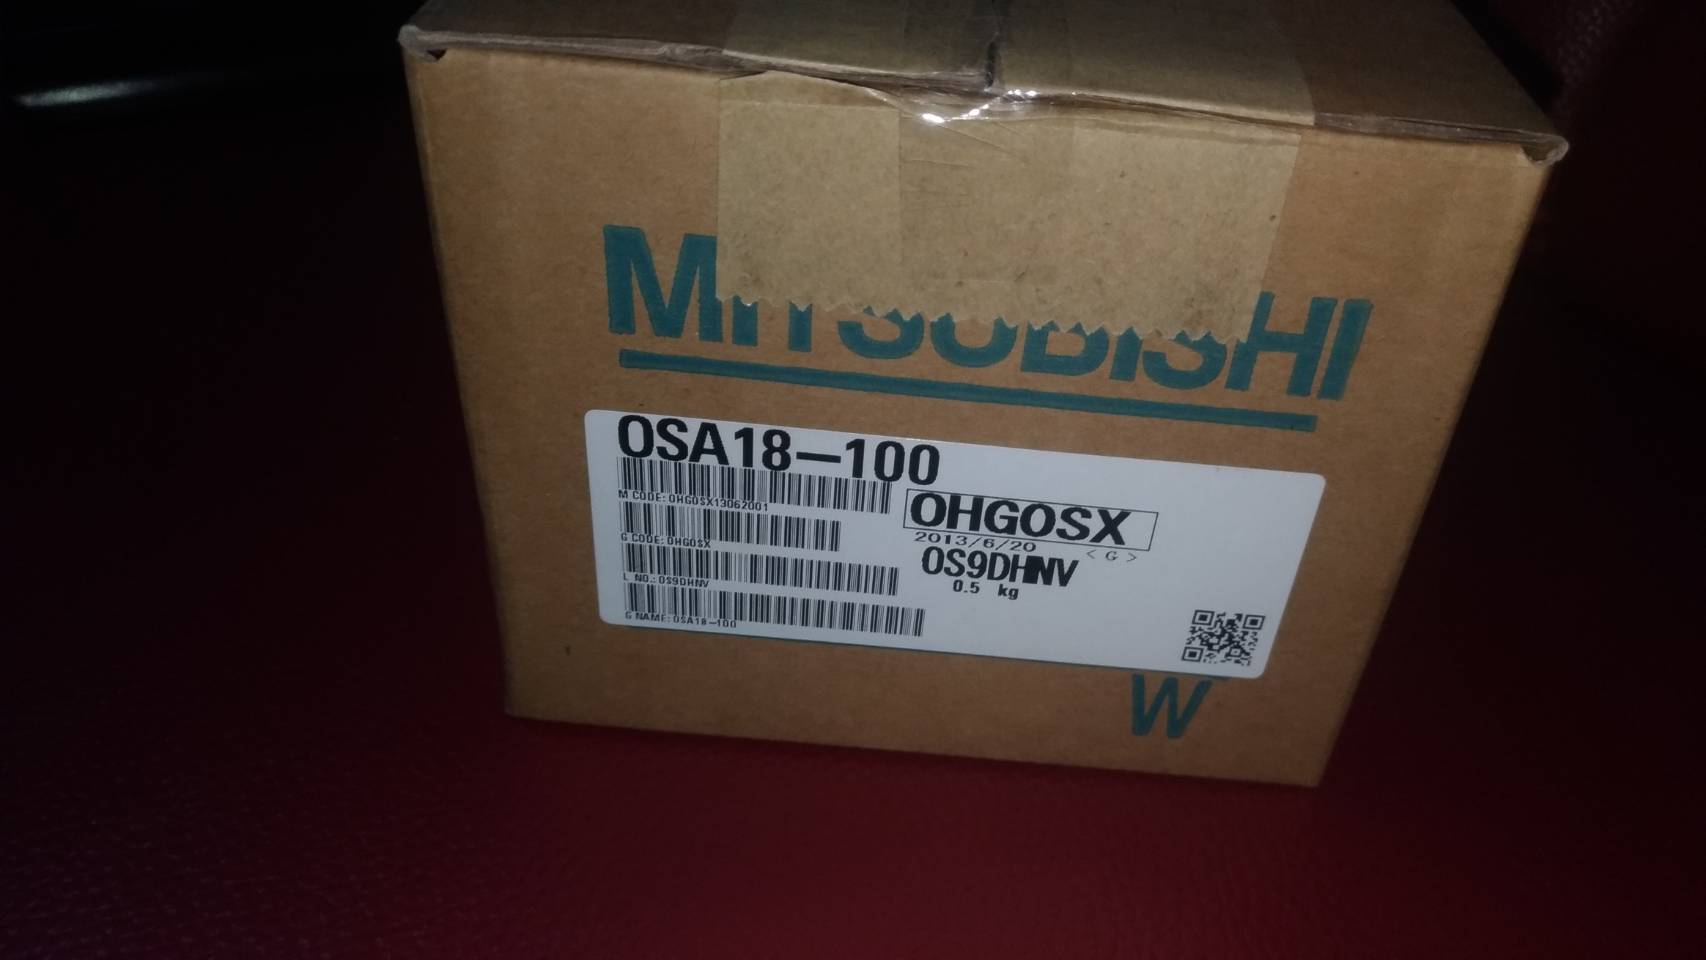 MITSUBISHI
OSA18-100
M CODE: OHGOSX13062001
OHGOSX
2013/6/20 <G>
G CODE: OHGOSX
OS9DHNV
L NO.: OS9DHNV
0.5 kg
G NAME: OSA18-100
W